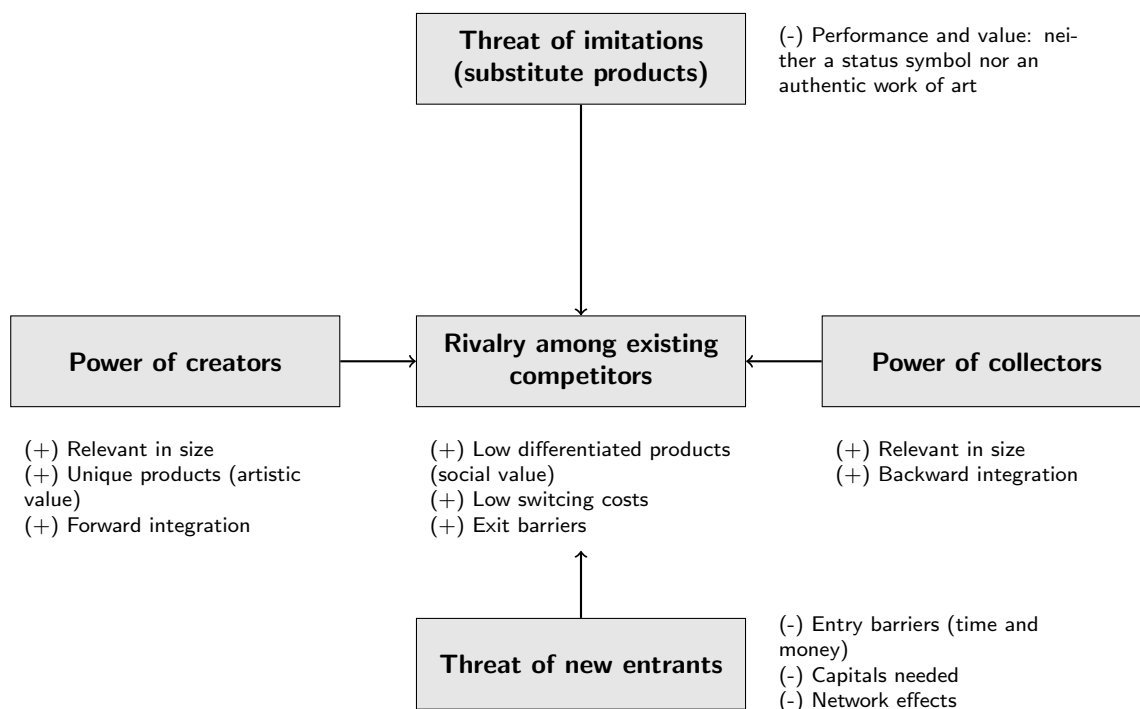 Threat of imitations
(substitute products)
(-) Performance and value: nei-
ther a status symbol nor an
authentic work of art
Power of creators
Rivalry among existing
competitors
Power of collectors
(+) Relevant in size
(+) Unique products (artistic
value)
(+) Forward integration
(+) Low differentiated products
(social value)
(+) Low switcing costs
(+) Exit barriers
(+) Relevant in size
(+) Backward integration
Threat of new entrants
(-) Entry barriers (time and
money)
(-) Capitals needed
(-) Network effects